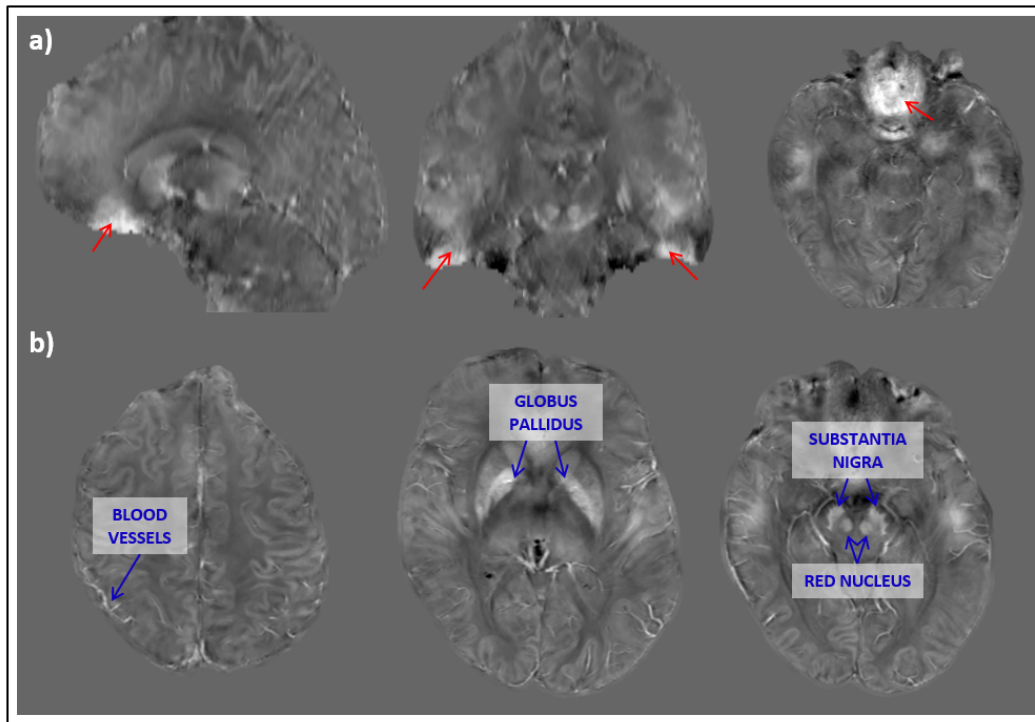 a)
b)
GLOBUS
PALLIDUS
SUBSTANTIA
NIGRA
BLOOD
VESSELS
RED NUCLEUS